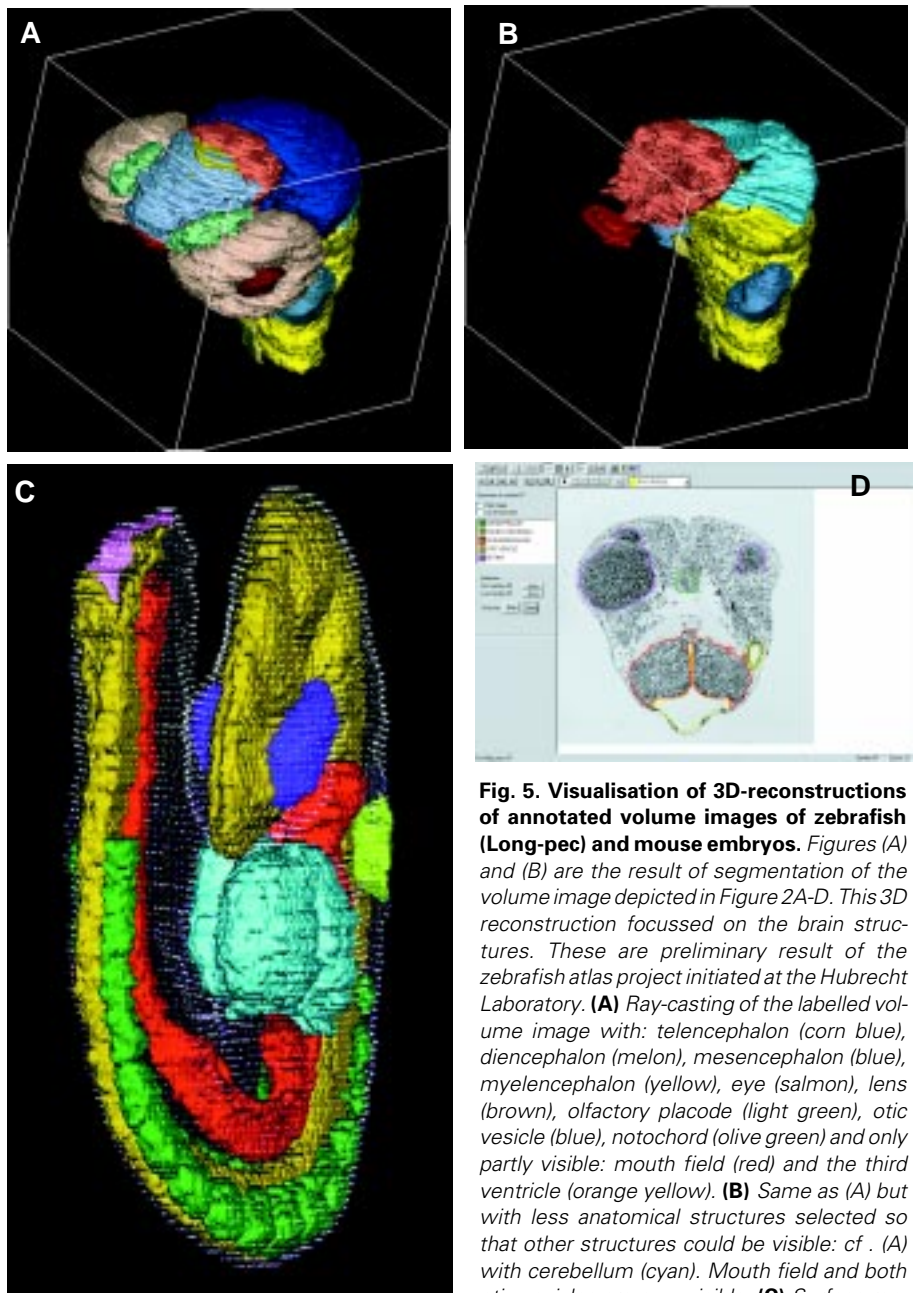 A
B
C
D
Fig. 5. Visualisation of 3D-reconstructions
of annotated volume images of zebrafish
(Long-pec) and mouse embryos. Figures (A)
and (B) are the result of segmentation of the
volume image depicted in Figure 2A-D. This 3D
reconstruction focussed on the brain struc-
tures. These are preliminary result of the
zebrafish atlas project initiated at the Hubrecht
Laboratory. (A) Ray-casting of the labelled vol-
ume image with: telencephalon (corn blue),
diencephalon (melon), mesencephalon (blue),
myelencephalon (yellow), eye (salmon), lens
(brown), olfactory placode (light green), otic
vesicle (blue), notochord (olive green) and only
partly visible: mouth field (red) and the third
ventricle (orange yellow). (B) Same as (A) but
with less anatomical structures selected so
that other structures could be visible: cf . (A)
with cerebellum (cyan). Mouth field and both